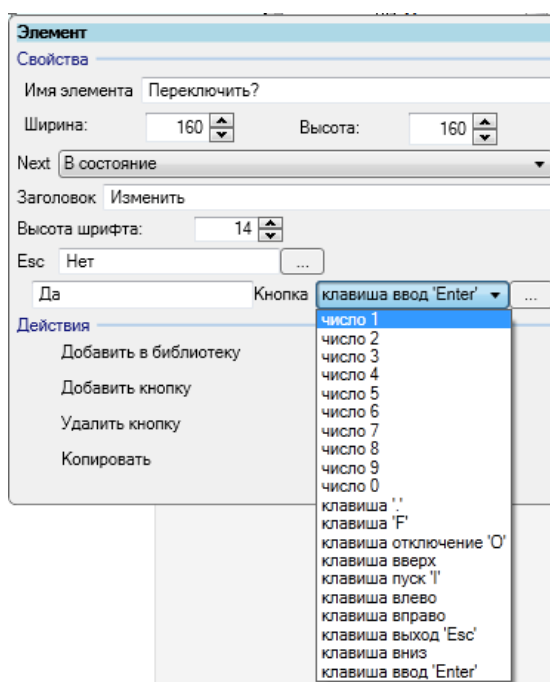 Элемент
Свойства
Имя элемента Переключить?
Ширина: 160 Высота: 160
Next В состояние
Заголовок Изменить
Высота шрифта: 14
Esc Нет ...
Да Кнопка клавиша ввод 'Enter' ...
Действия
Добавить в библиотеку
Добавить кнопку
Удалить кнопку
Копировать
число 1
число 2
число 3
число 4
число 5
число 6
число 7
число 8
число 9
число 0
клавиша '.'
клавиша 'F'
клавиша отключение 'O'
клавиша вверх
клавиша пуск 'I'
клавиша влево
клавиша вправо
клавиша выход 'Esc'
клавиша вниз
клавиша ввод 'Enter'